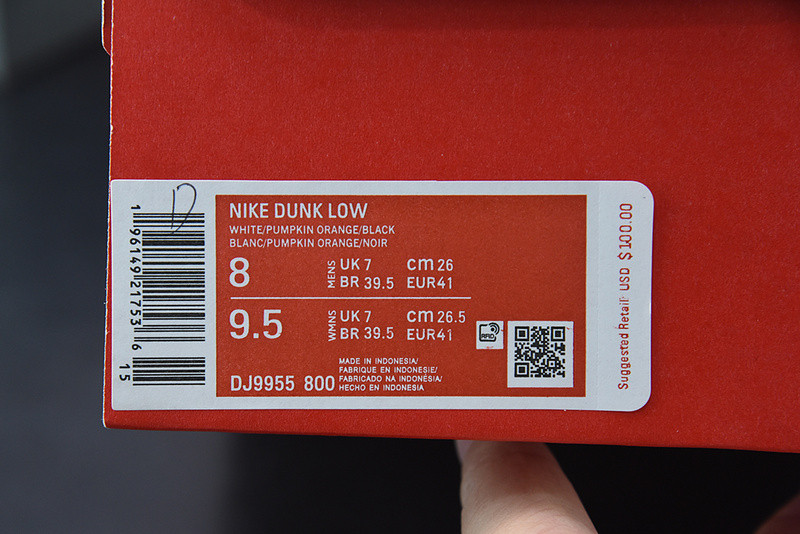 D
1 96149 21753 6
15
NIKE DUNK LOW
WHITE/PUMPKIN ORANGE/BLACK
BLANC/PUMPKIN ORANGE/NOIR
8
MENS
UK 7 cm 26
BR 39.5 EUR41
9.5
WMNS
UK 7 cm 26.5
BR 39.5 EUR41
DJ9955 800
MADE IN INDONESIA/
FABRIQUE EN INDONESIE/
FABRICADO NA INDONÉSIA/
HECHO EN INDONESIA
RFID
Suggested Retail USD $100.00